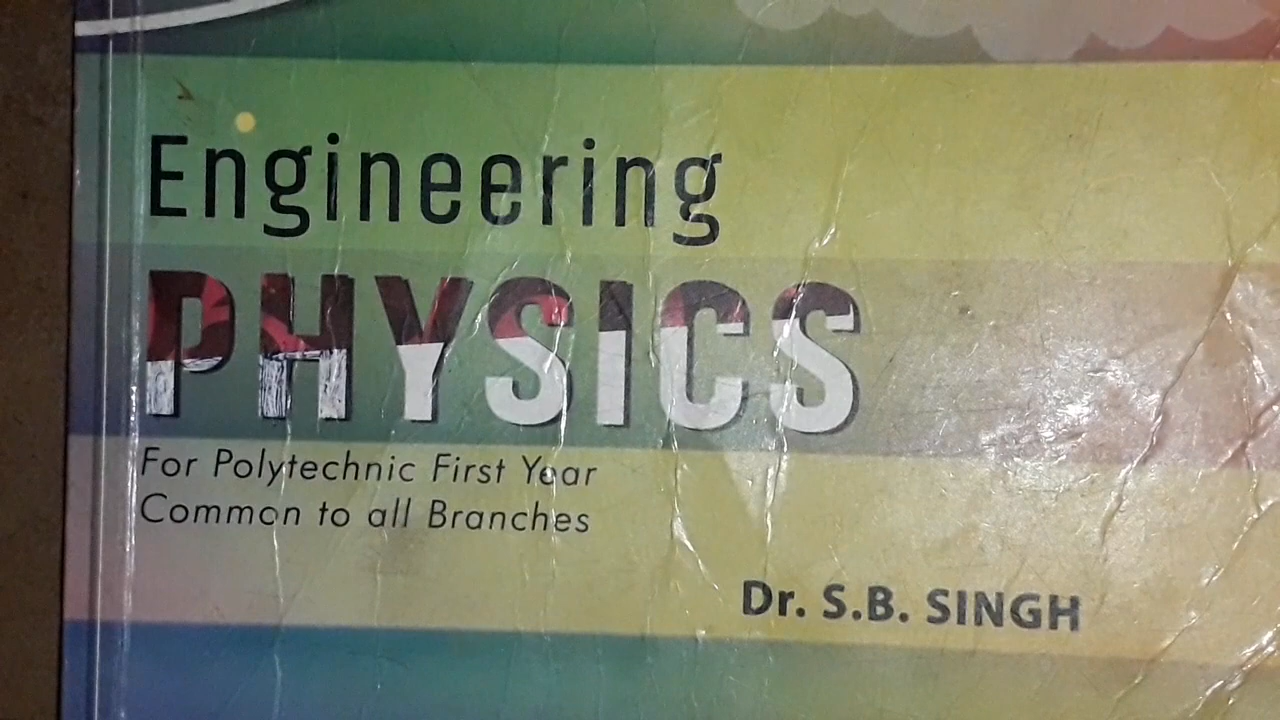 Engineering
PHYSICS
For Polytechnic First Year
Common to all Branches
Dr. S.B. SINGH